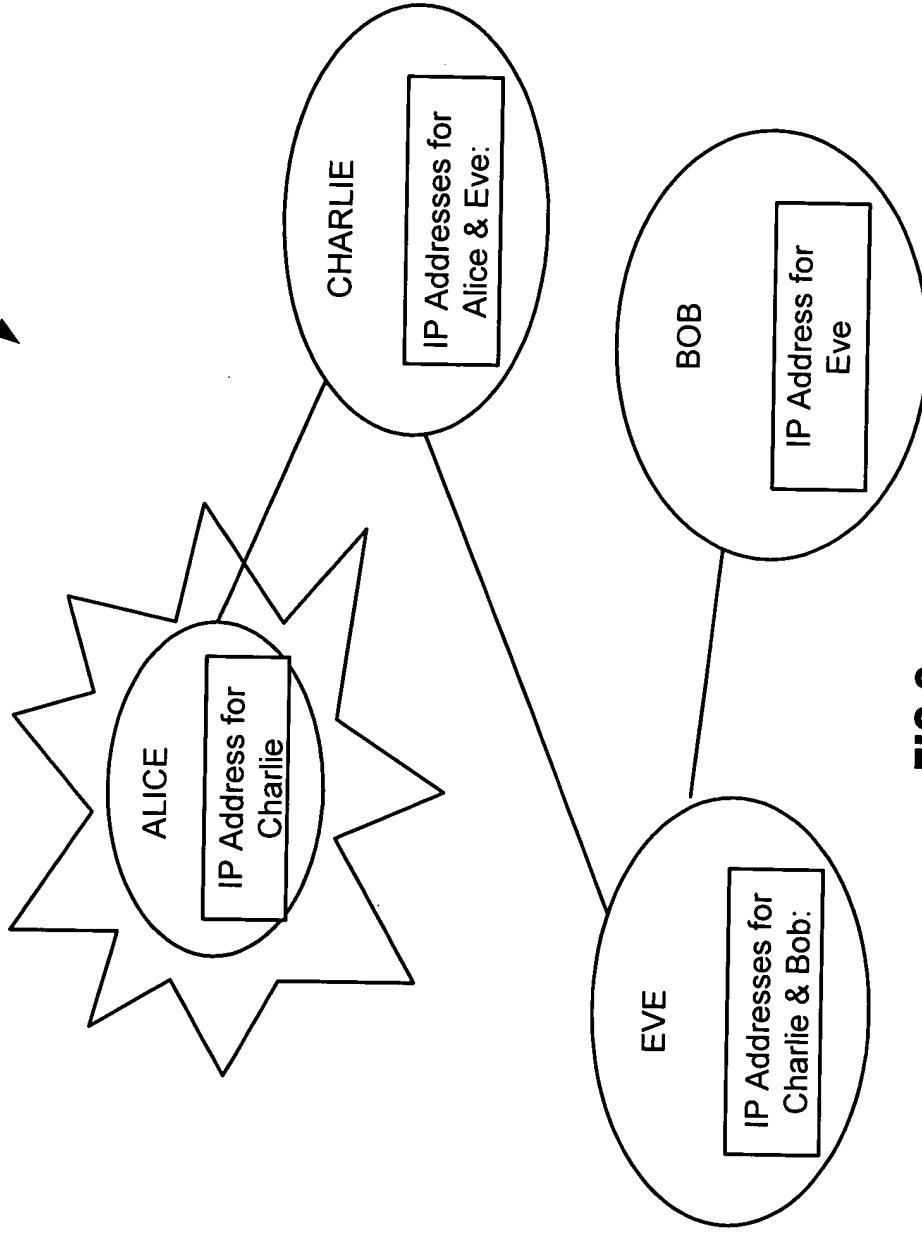 ALICE
IP Address for
Charlie
CHARLIE
IP Addresses for
Alice & Eve:
EVE
IP Addresses for
Charlie & Bob:
BOB
IP Address for
Eve